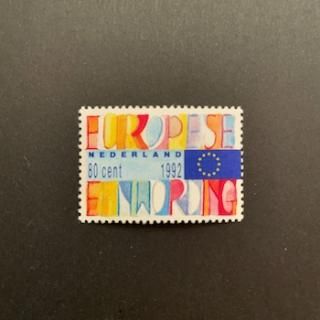 EUROPESE
NEDERLAND
80 cent 1992
EENWORDING